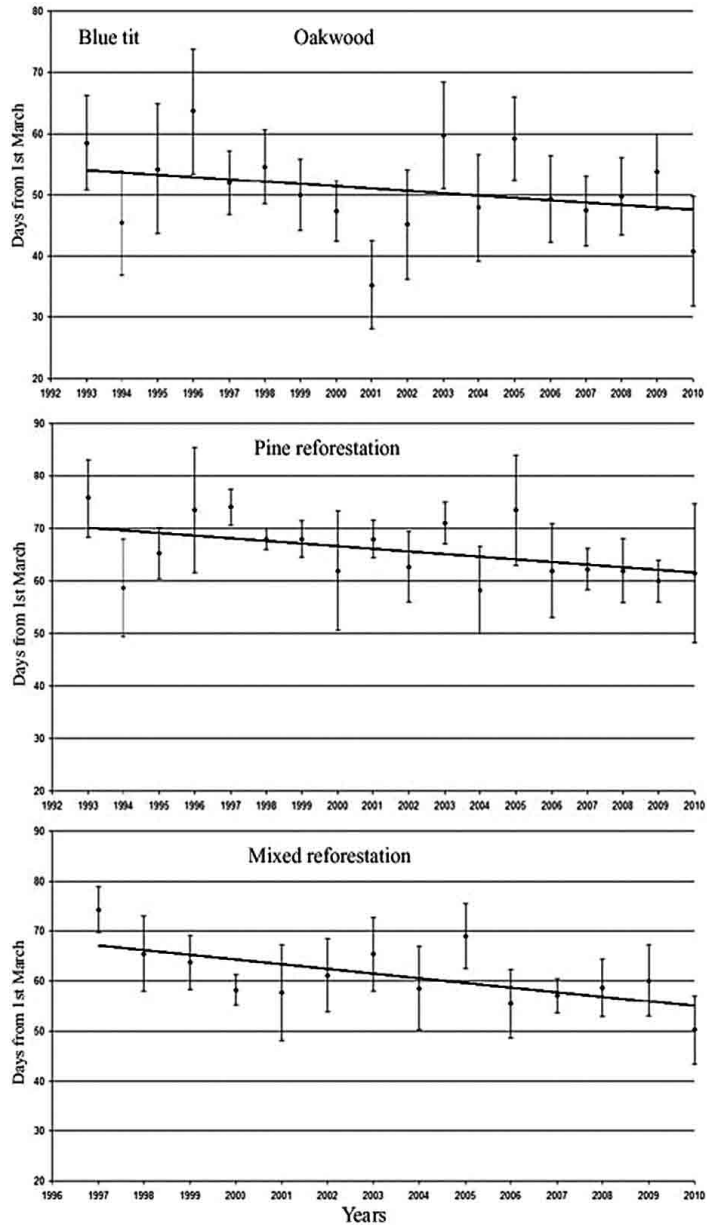 Blue tit Oakwood
Days from 1st March
80
70
60
50
40
30
20
1992 1993 1994 1995 1996 1997 1998 1999 2000 2001 2002 2003 2004 2005 2006 2007 2008 2009 2010
Pine reforestation
Days from 1st March
90
80
70
60
50
40
30
20
1992 1993 1994 1995 1996 1997 1998 1999 2000 2001 2002 2003 2004 2005 2006 2007 2008 2009 2010
Mixed reforestation
Days from 1st March
90
80
70
60
50
40
30
20
1996 1997 1998 1999 2000 2001 2002 2003 2004 2005 2006 2007 2008 2009 2010
Years